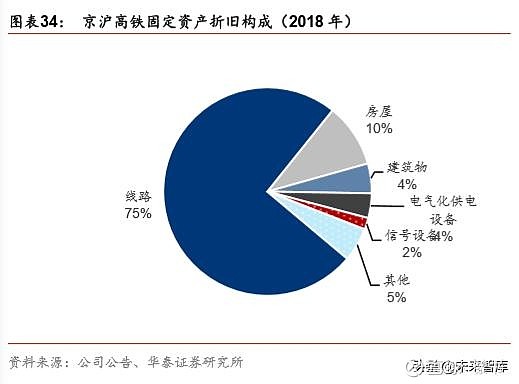 图表34： 京沪高铁固定资产折旧构成（2018 年）
房屋
10%
建筑物
4%
电气化供电
设备
4%
信号设备
2%
其他
5%
线路
75%
资料来源：公司公告、华泰证券研究所
头条@未来智库